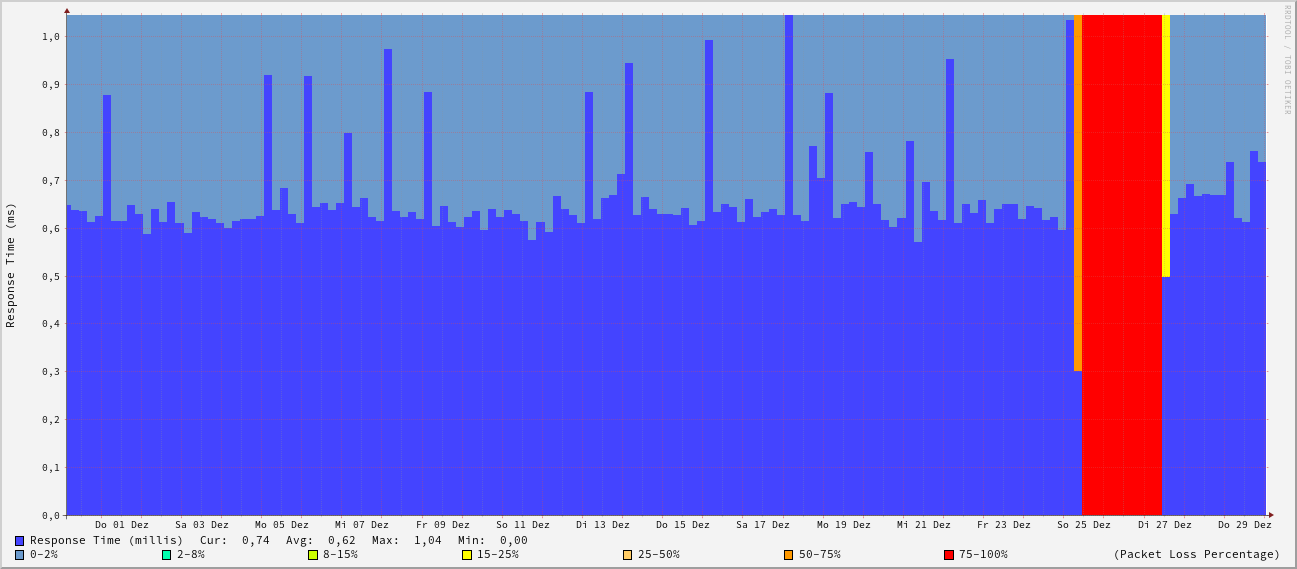 RRDTOOL / TOBI OETIKER
Response Time (ms)
1,0
0,9
0,8
0,7
0,6
0,5
0,4
0,3
0,2
0,1
0,0
Do 01 Dez Sa 03 Dez Mo 05 Dez Mi 07 Dez Fr 09 Dez So 11 Dez Di 13 Dez Do 15 Dez Sa 17 Dez Mo 19 Dez Mi 21 Dez Fr 23 Dez So 25 Dez Di 27 Dez Do 29 Dez
Response Time (millis) Cur: 0,74 Avg: 0,62 Max: 1,04 Min: 0,00
0-2% 2-8% 8-15% 15-25% 25-50% 50-75% 75-100% (Packet Loss Percentage)